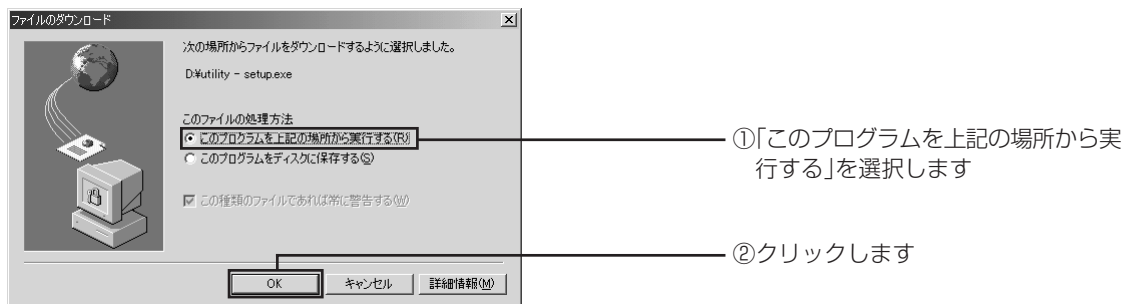 ファイルのダウンロード
次の場所からファイルをダウンロードするように選択しました。
D:¥utility - setup.exe
このファイルの処理方法
このプログラムを上記の場所から実行する(R)
このプログラムをディスクに保存する(S)
この種類のファイルであれば常に警告する(W)
OK キャンセル 詳細情報(M)
①「このプログラムを上記の場所から実
行する」を選択します
②クリックします